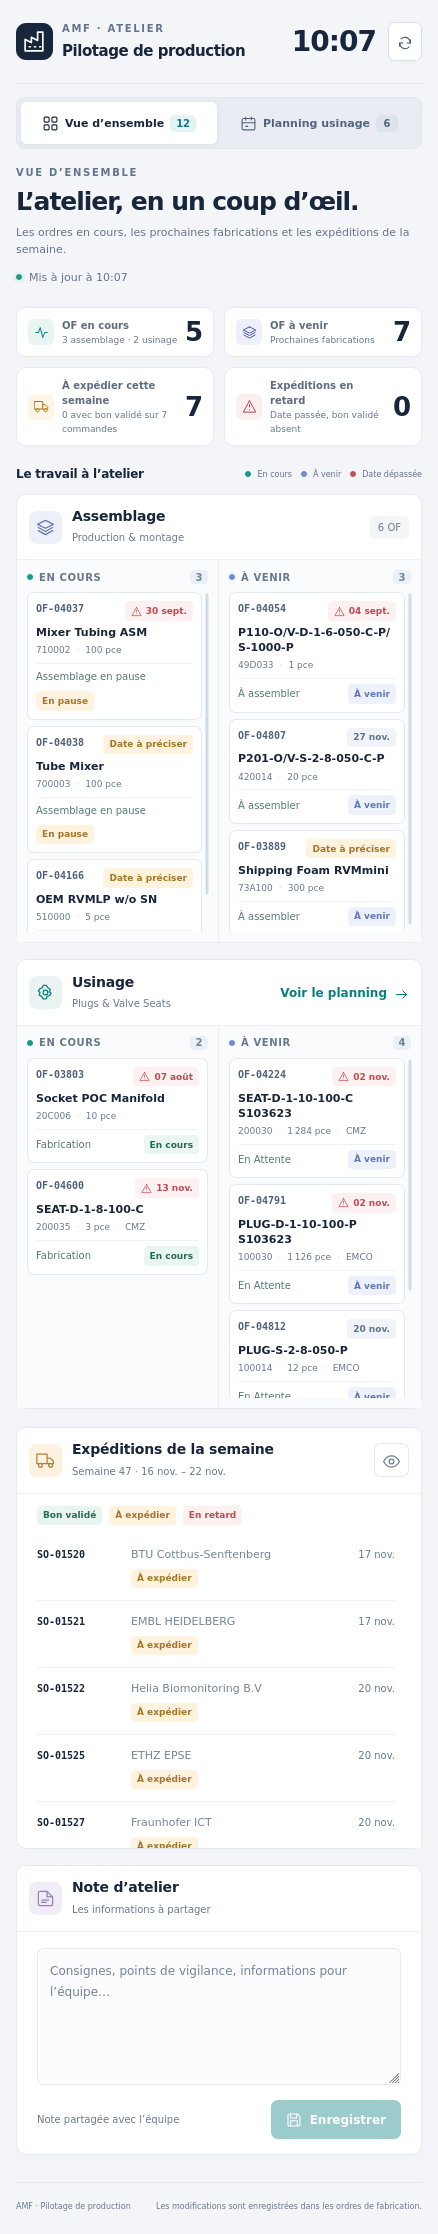 AMF · ATELIER
Pilotage de production
10:07
Vue d’ensemble 12
Planning usinage 6
VUE D’ENSEMBLE
L’atelier, en un coup d’œil.
Les ordres en cours, les prochaines fabrications et les expéditions de la
semaine.
Mis à jour à 10:07
OF en cours
3 assemblage · 2 usinage
5
OF à venir
Prochaines fabrications
7
À expédier cette
semaine
0 avec bon validé sur 7
commandes
7
Expéditions en
retard
Date passée, bon validé
absent
0
Le travail à l’atelier
En cours À venir Date dépassée
Assemblage
Production & montage
6 OF
EN COURS 3
OF-04037 30 sept.
Mixer Tubing ASM
710002 · 100 pce
Assemblage en pause
En pause
OF-04038 Date à préciser
Tube Mixer
700003 · 100 pce
Assemblage en pause
En pause
OF-04166 Date à préciser
OEM RVMLP w/o SN
510000 · 5 pce
À VENIR 3
OF-04054 04 sept.
P110-O/V-D-1-6-050-C-P/
S-1000-P
49D033 · 1 pce
À assembler À venir
OF-04807 27 nov.
P201-O/V-S-2-8-050-C-P
420014 · 20 pce
À assembler À venir
OF-03889 Date à préciser
Shipping Foam RVMmini
73A100 · 300 pce
À assembler À venir
Usinage
Plugs & Valve Seats
Voir le planning →
EN COURS 2
OF-03803 07 août
Socket POC Manifold
20C006 · 10 pce
Fabrication En cours
OF-04600 13 nov.
SEAT-D-1-8-100-C
200035 · 3 pce · CMZ
Fabrication En cours
À VENIR 4
OF-04224 02 nov.
SEAT-D-1-10-100-C
S103623
200030 · 1 284 pce · CMZ
En Attente À venir
OF-04791 02 nov.
PLUG-D-1-10-100-P
S103623
100030 · 1 126 pce · EMCO
En Attente À venir
OF-04812 20 nov.
PLUG-S-2-8-050-P
100014 · 12 pce · EMCO
En Attente À venir
Expéditions de la semaine
Semaine 47 · 16 nov. – 22 nov.
Bon validé À expédier En retard
SO-01520 BTU Cottbus-Senftenberg 17 nov.
À expédier
SO-01521 EMBL HEIDELBERG 17 nov.
À expédier
SO-01522 Helia Biomonitoring B.V 20 nov.
À expédier
SO-01525 ETHZ EPSE 20 nov.
À expédier
SO-01527 Fraunhofer ICT 20 nov.
À expédier
Note d’atelier
Les informations à partager
Consignes, points de vigilance, informations pour
l’équipe…
Note partagée avec l’équipe
Enregistrer
AMF · Pilotage de production
Les modifications sont enregistrées dans les ordres de fabrication.